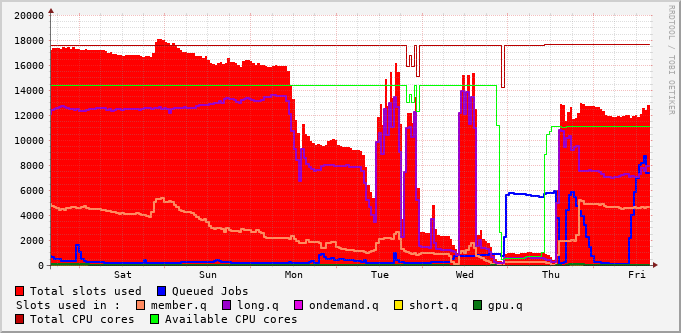 RRDTOOL / TOBI OETIKER
20000
18000
16000
14000
12000
10000
8000
6000
4000
2000
0
Sat Sun Mon Tue Wed Thu Fri
Total slots used Queued Jobs
Slots used in : member.q long.q ondemand.q short.q gpu.q
Total CPU cores Available CPU cores